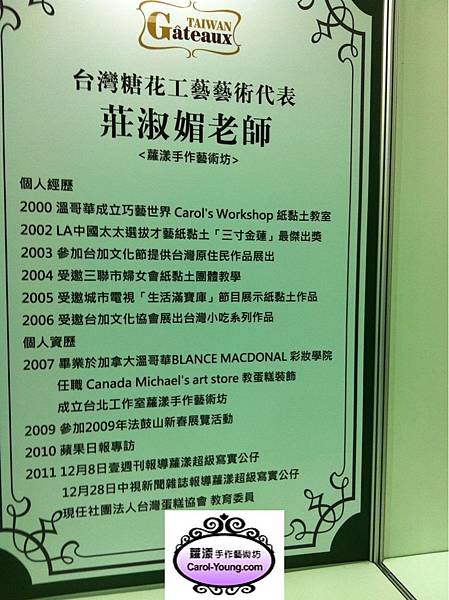 TAIWAN
Gâteaux
台灣糖花工藝藝術代表
莊淑媚老師
<蘿漾手作藝術坊>
個人經歷
2000 溫哥華成立巧藝世界 Carol's Workshop 紙黏土教室
2002 LA中國太太選拔才藝紙黏土「三寸金蓮」最傑出獎
2003 參加台加文化節提供台灣原住民作品展出
2004 受邀三聯市婦女會紙黏土團體教學
2005 受邀城市電視「生活滿寶庫」節目展示紙黏土作品
2006 受邀台加文化協會展出台灣小吃系列作品
個人資歷
2007 畢業於加拿大溫哥華BLANCE MACDONAL 彩妝學院
任職 Canada Michael's art store 教蛋糕裝飾
成立台北工作室蘿漾手作藝術坊
2009 參加2009年法鼓山新春展覽活動
2010 蘋果日報專訪
2011 12月8日壹週刊報導蘿漾超級寫實公仔
12月28日中視新聞雜誌報導蘿漾超級寫實公仔
現任社團法人台灣蛋糕協會 教育委員
蘿漾手作藝術坊
Carol-Young.com